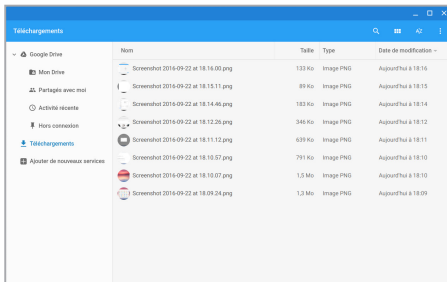 Téléchargements
Google Drive
Mon Drive
Partagés avec moi
Activité récente
Hors connexion
Téléchargements
Ajouter de nouveaux services
Nom Taille Type Date de modification
Screenshot 2016-09-22 at 18.16.00.png 133 Ko Image PNG Aujourd'hui à 18:16
Screenshot 2016-09-22 at 18.15.11.png 89 Ko Image PNG Aujourd'hui à 18:15
Screenshot 2016-09-22 at 18.14.46.png 183 Ko Image PNG Aujourd'hui à 18:14
Screenshot 2016-09-22 at 18.12.26.png 346 Ko Image PNG Aujourd'hui à 18:12
Screenshot 2016-09-22 at 18.11.12.png 639 Ko Image PNG Aujourd'hui à 18:11
Screenshot 2016-09-22 at 18.10.57.png 791 Ko Image PNG Aujourd'hui à 18:10
Screenshot 2016-09-22 at 18.10.07.png 1,5 Mo Image PNG Aujourd'hui à 18:10
Screenshot 2016-09-22 at 18.09.24.png 1,3 Mo Image PNG Aujourd'hui à 18:09